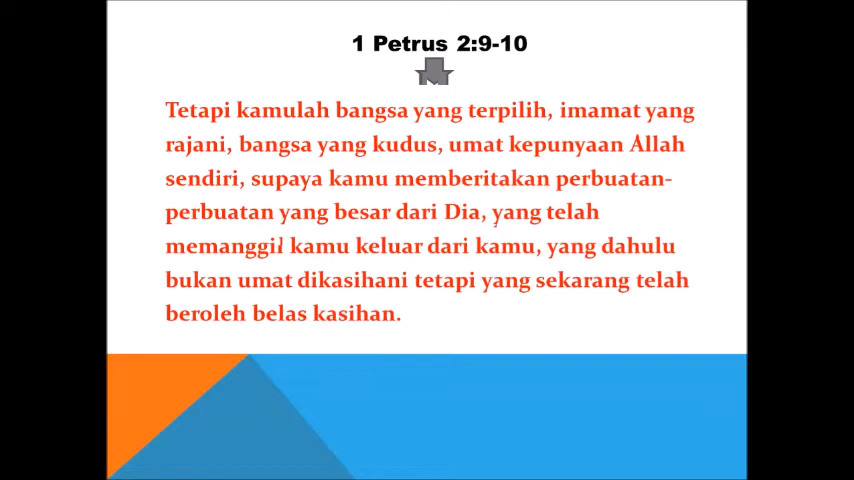 1 Petrus 2:9-10
Tetapi kamulah bangsa yang terpilih, imamat yang
rajani, bangsa yang kudus, umat kepunyaan Allah
sendiri, supaya kamu memberitakan perbuatan-
perbuatan yang besar dari Dia, yang telah
memanggil kamu keluar dari kamu, yang dahulu
bukan umat dikasihani tetapi yang sekarang telah
beroleh belas kasihan.